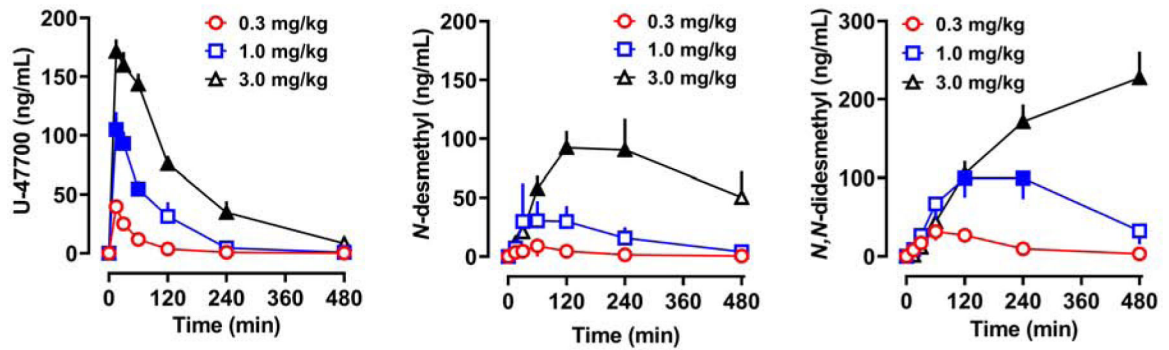 U-47700 (ng/mL)
200
150
100
50
0
0.3 mg/kg
1.0 mg/kg
3.0 mg/kg
0 120 240 360 480
Time (min)
N-desmethyl (ng/mL)
200
150
100
50
0
0.3 mg/kg
1.0 mg/kg
3.0 mg/kg
0 120 240 360 480
Time (min)
N,N-didesmethyl (ng/mL)
300
200
100
0
0.3 mg/kg
1.0 mg/kg
3.0 mg/kg
0 120 240 360 480
Time (min)